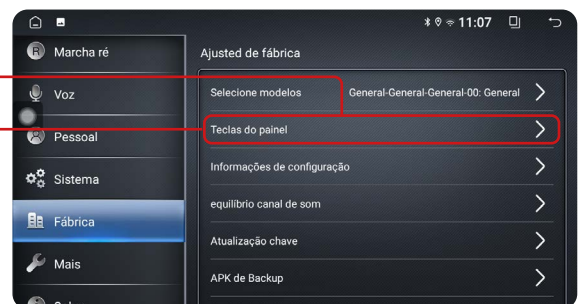 11:07
R Marcha ré
Voz
Pessoal
Sistema
Fábrica
Mais
Ajusted de fábrica
Selecione modelos General-General-General-00: General
Teclas do painel
Informações de configuração
equilíbrio canal de som
Atualização chave
APK de Backup